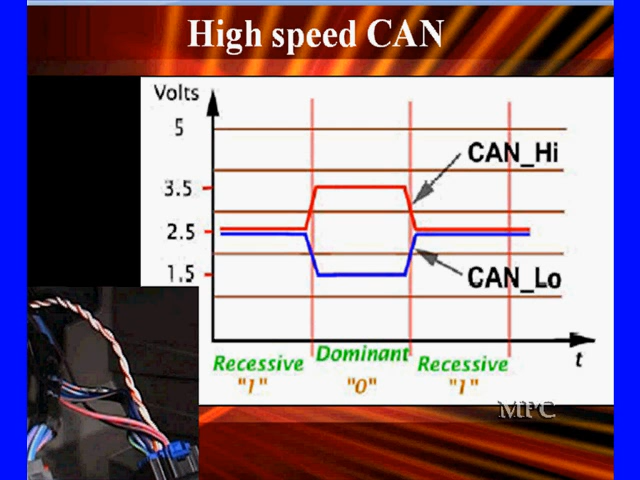 High speed CAN
Volts
5
CAN_Hi
3.5
2.5
1.5
CAN_Lo
t
Recessive Dominant Recessive
"1" "0" "1"
MPC